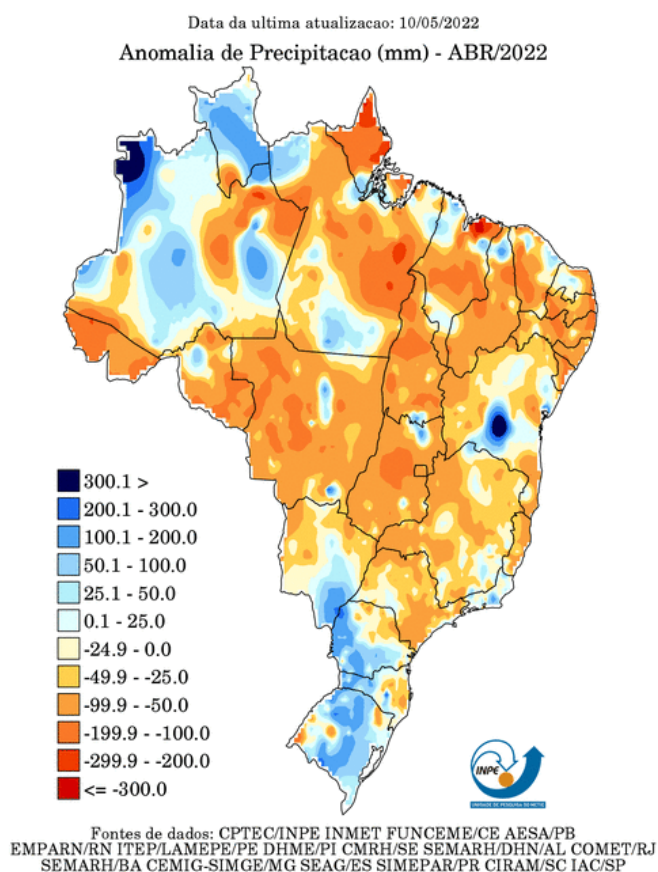 Data da ultima atualizacao: 10/05/2022
Anomalia de Precipitacao (mm) - ABR/2022
300.1 >
200.1 - 300.0
100.1 - 200.0
50.1 - 100.0
25.1 - 50.0
0.1 - 25.0
-24.9 - 0.0
-49.9 - -25.0
-99.9 - -50.0
-199.9 - -100.0
-299.9 - -200.0
<= -300.0
INPE
Fontes de dados: CPTEC/INPE INMET FUNCEME/CE AESA/PB
EMPARN/RN ITEP/LAMEPE/PE DHME/PI CMRH/SE SEMARH/DHN/AL COMET/RJ
SEMARH/BA CEMIG-SIMGE/MG SEAG/ES SIMEPAR/PR CIRAM/SC IAC/SP